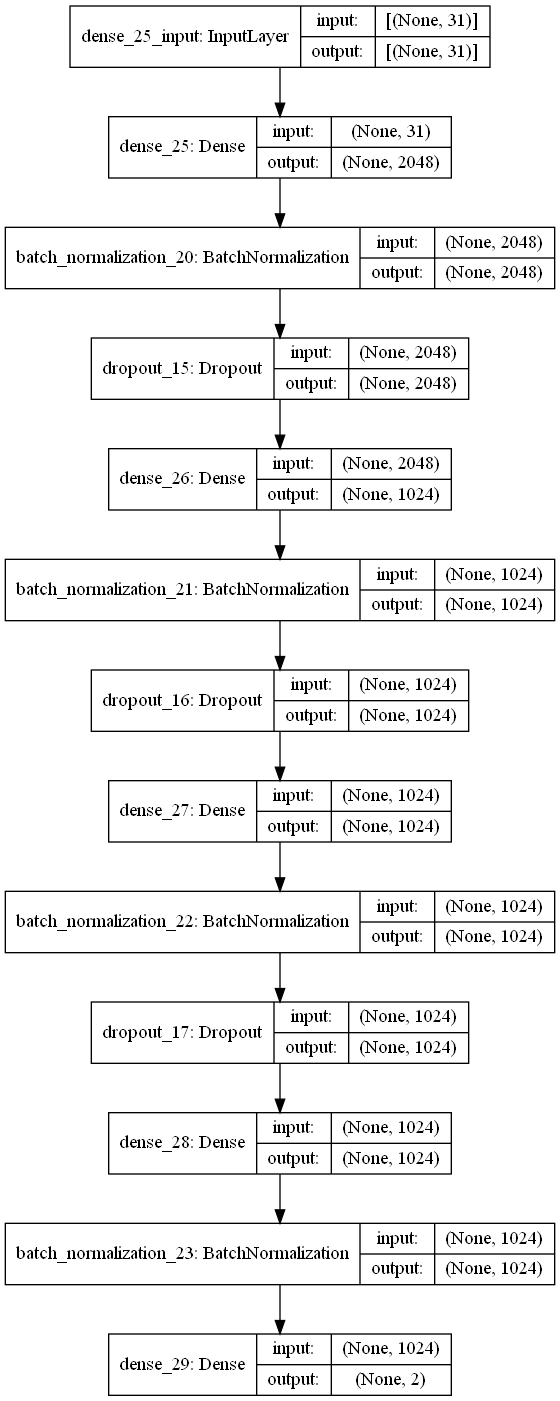 dense_25_input: InputLayer
input: [(None, 31)]
output: [(None, 31)]
dense_25: Dense
input: (None, 31)
output: (None, 2048)
batch_normalization_20: BatchNormalization
input: (None, 2048)
output: (None, 2048)
dropout_15: Dropout
input: (None, 2048)
output: (None, 2048)
dense_26: Dense
input: (None, 2048)
output: (None, 1024)
batch_normalization_21: BatchNormalization
input: (None, 1024)
output: (None, 1024)
dropout_16: Dropout
input: (None, 1024)
output: (None, 1024)
dense_27: Dense
input: (None, 1024)
output: (None, 1024)
batch_normalization_22: BatchNormalization
input: (None, 1024)
output: (None, 1024)
dropout_17: Dropout
input: (None, 1024)
output: (None, 1024)
dense_28: Dense
input: (None, 1024)
output: (None, 1024)
batch_normalization_23: BatchNormalization
input: (None, 1024)
output: (None, 1024)
dense_29: Dense
input: (None, 1024)
output: (None, 2)